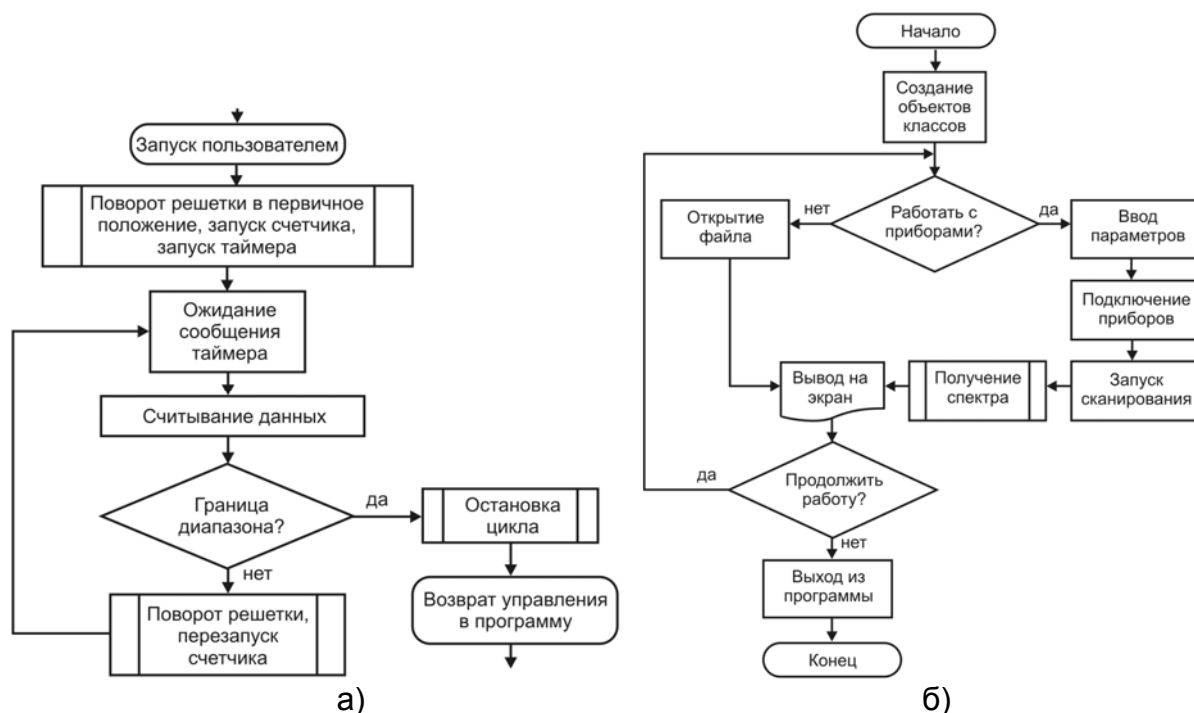 Запуск пользователем
Поворот решетки в первичное
положение, запуск счетчика,
запуск таймера
Ожидание
сообщения
таймера
Считывание данных
Граница
диапазона?
да
нет
Остановка
цикла
Поворот решетки,
перезапуск
счетчика
Возврат управления
в программу
а)
Начало
Создание
объектов
классов
Работать с
приборами?
нет
да
Открытие
файла
Ввод
параметров
Подключение
приборов
Запуск
сканирования
Получение
спектра
Вывод на
экран
Продолжить
работу?
да
нет
Выход из
программы
Конец
б)